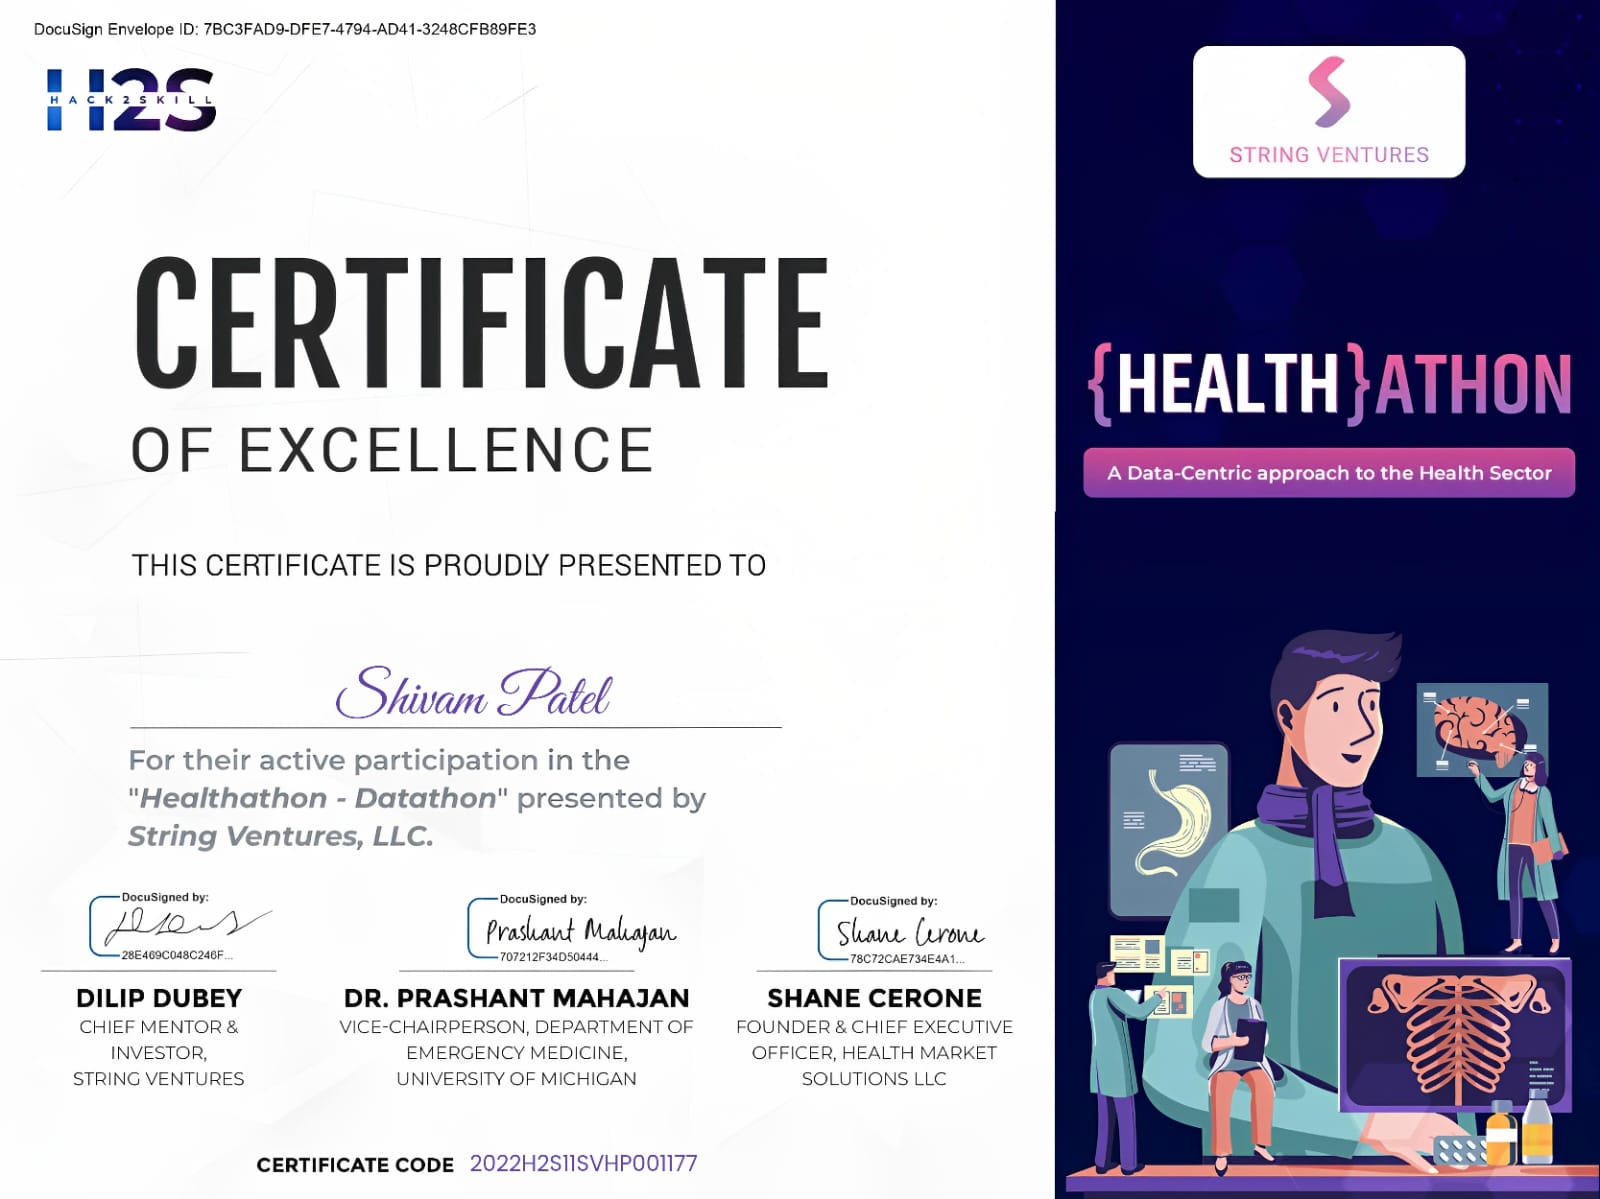 DocuSign Envelope ID: 7BC3FAD9-DFE7-4794-AD41-3248CFB89FE3
H2S
HACK2SKILL
CERTIFICATE
OF EXCELLENCE
THIS CERTIFICATE IS PROUDLY PRESENTED TO
Shivam Patel
For their active participation in the
"Healthathon - Datathon" presented by
String Ventures, LLC.
DocuSigned by:
28E469C048C246F...
DILIP DUBEY
CHIEF MENTOR &
INVESTOR,
STRING VENTURES
DocuSigned by:
Prashant Mahajan
707212F34D50444...
DR. PRASHANT MAHAJAN
VICE-CHAIRPERSON, DEPARTMENT OF
EMERGENCY MEDICINE,
UNIVERSITY OF MICHIGAN
DocuSigned by:
Shane Cerone
78C72CAE734E4A1...
SHANE CERONE
FOUNDER & CHIEF EXECUTIVE
OFFICER, HEALTH MARKET
SOLUTIONS LLC
CERTIFICATE CODE 2022H2S11SVHP001177
STRING VENTURES
{HEALTH}ATHON
A Data-Centric approach to the Health Sector